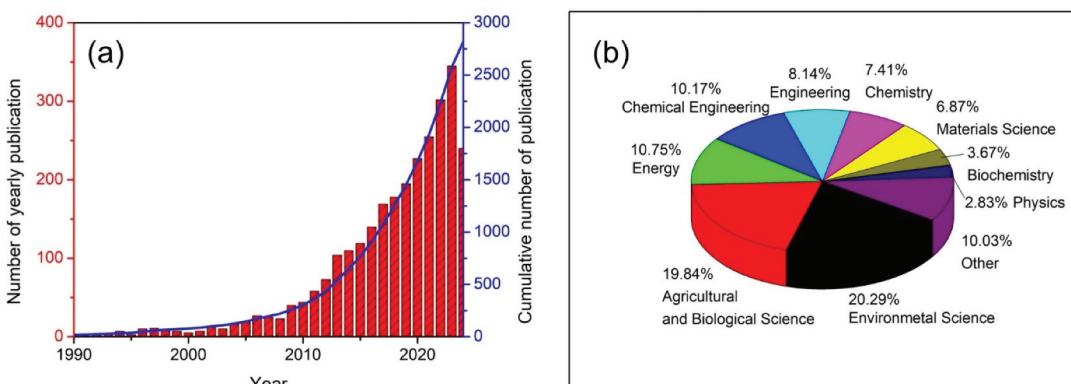 (a)
Number of yearly publication
400
300
200
100
0
1990
2000
2010
2020
Year
3000
2500
2000
1500
1000
500
0
Cumulative number of publication
(b)
8.14%
Engineering
7.41%
Chemistry
6.87%
Materials Science
3.67%
Biochemistry
2.83% Physics
10.03%
Other
20.29%
Environmetal Science
19.84%
Agricultural
and Biological Science
10.75%
Energy
10.17%
Chemical Engineering